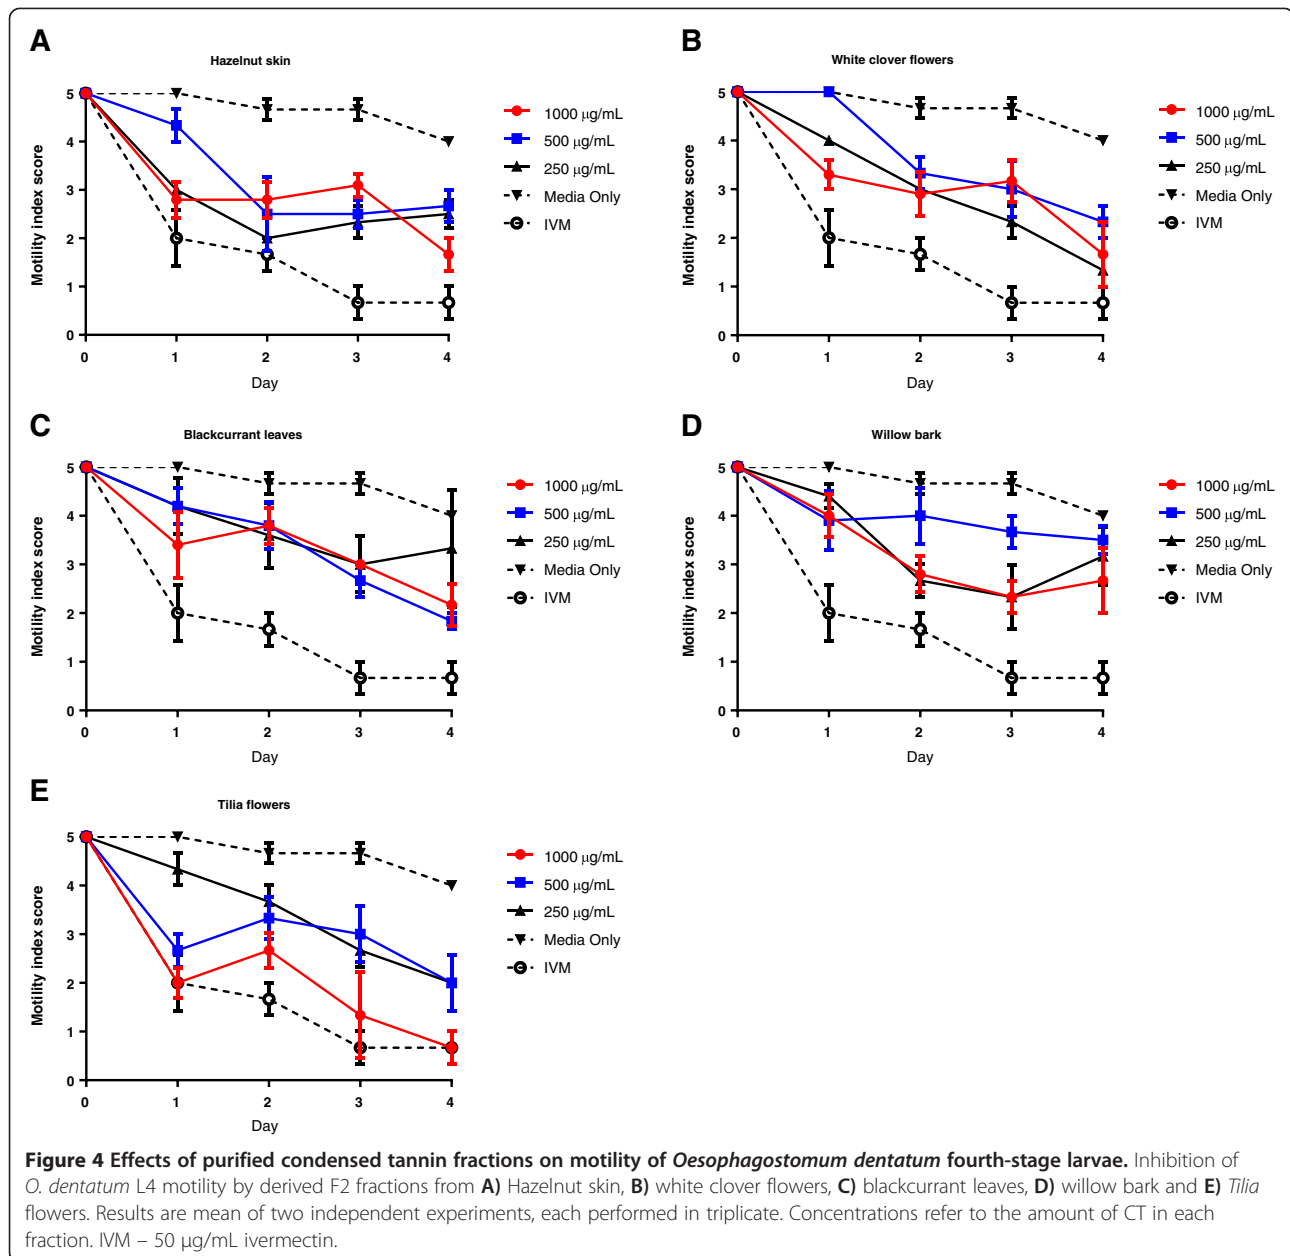 A
Hazelnut skin
Motility index score
5
4
3
2
1
0
0 1 2 3 4
Day
1000 µg/mL
500 µg/mL
250 µg/mL
Media Only
IVM
B
White clover flowers
Motility index score
5
4
3
2
1
0
0 1 2 3 4
Day
1000 µg/mL
500 µg/mL
250 µg/mL
Media Only
IVM
C
Blackcurrant leaves
Motility index score
5
4
3
2
1
0
0 1 2 3 4
Day
1000 µg/mL
500 µg/mL
250 µg/mL
Media Only
IVM
D
Willow bark
Motility index score
5
4
3
2
1
0
0 1 2 3 4
Day
1000 µg/mL
500 µg/mL
250 µg/mL
Media Only
IVM
E
Tilia flowers
Motility index score
5
4
3
2
1
0
0 1 2 3 4
Day
1000 µg/mL
500 µg/mL
250 µg/mL
Media Only
IVM
Figure 4 Effects of purified condensed tannin fractions on motility of Oesophagostomum dentatum fourth-stage larvae. Inhibition of
O. dentatum L4 motility by derived F2 fractions from A) Hazelnut skin, B) white clover flowers, C) blackcurrant leaves, D) willow bark and E) Tilia
flowers. Results are mean of two independent experiments, each performed in triplicate. Concentrations refer to the amount of CT in each
fraction. IVM – 50 µg/mL ivermectin.